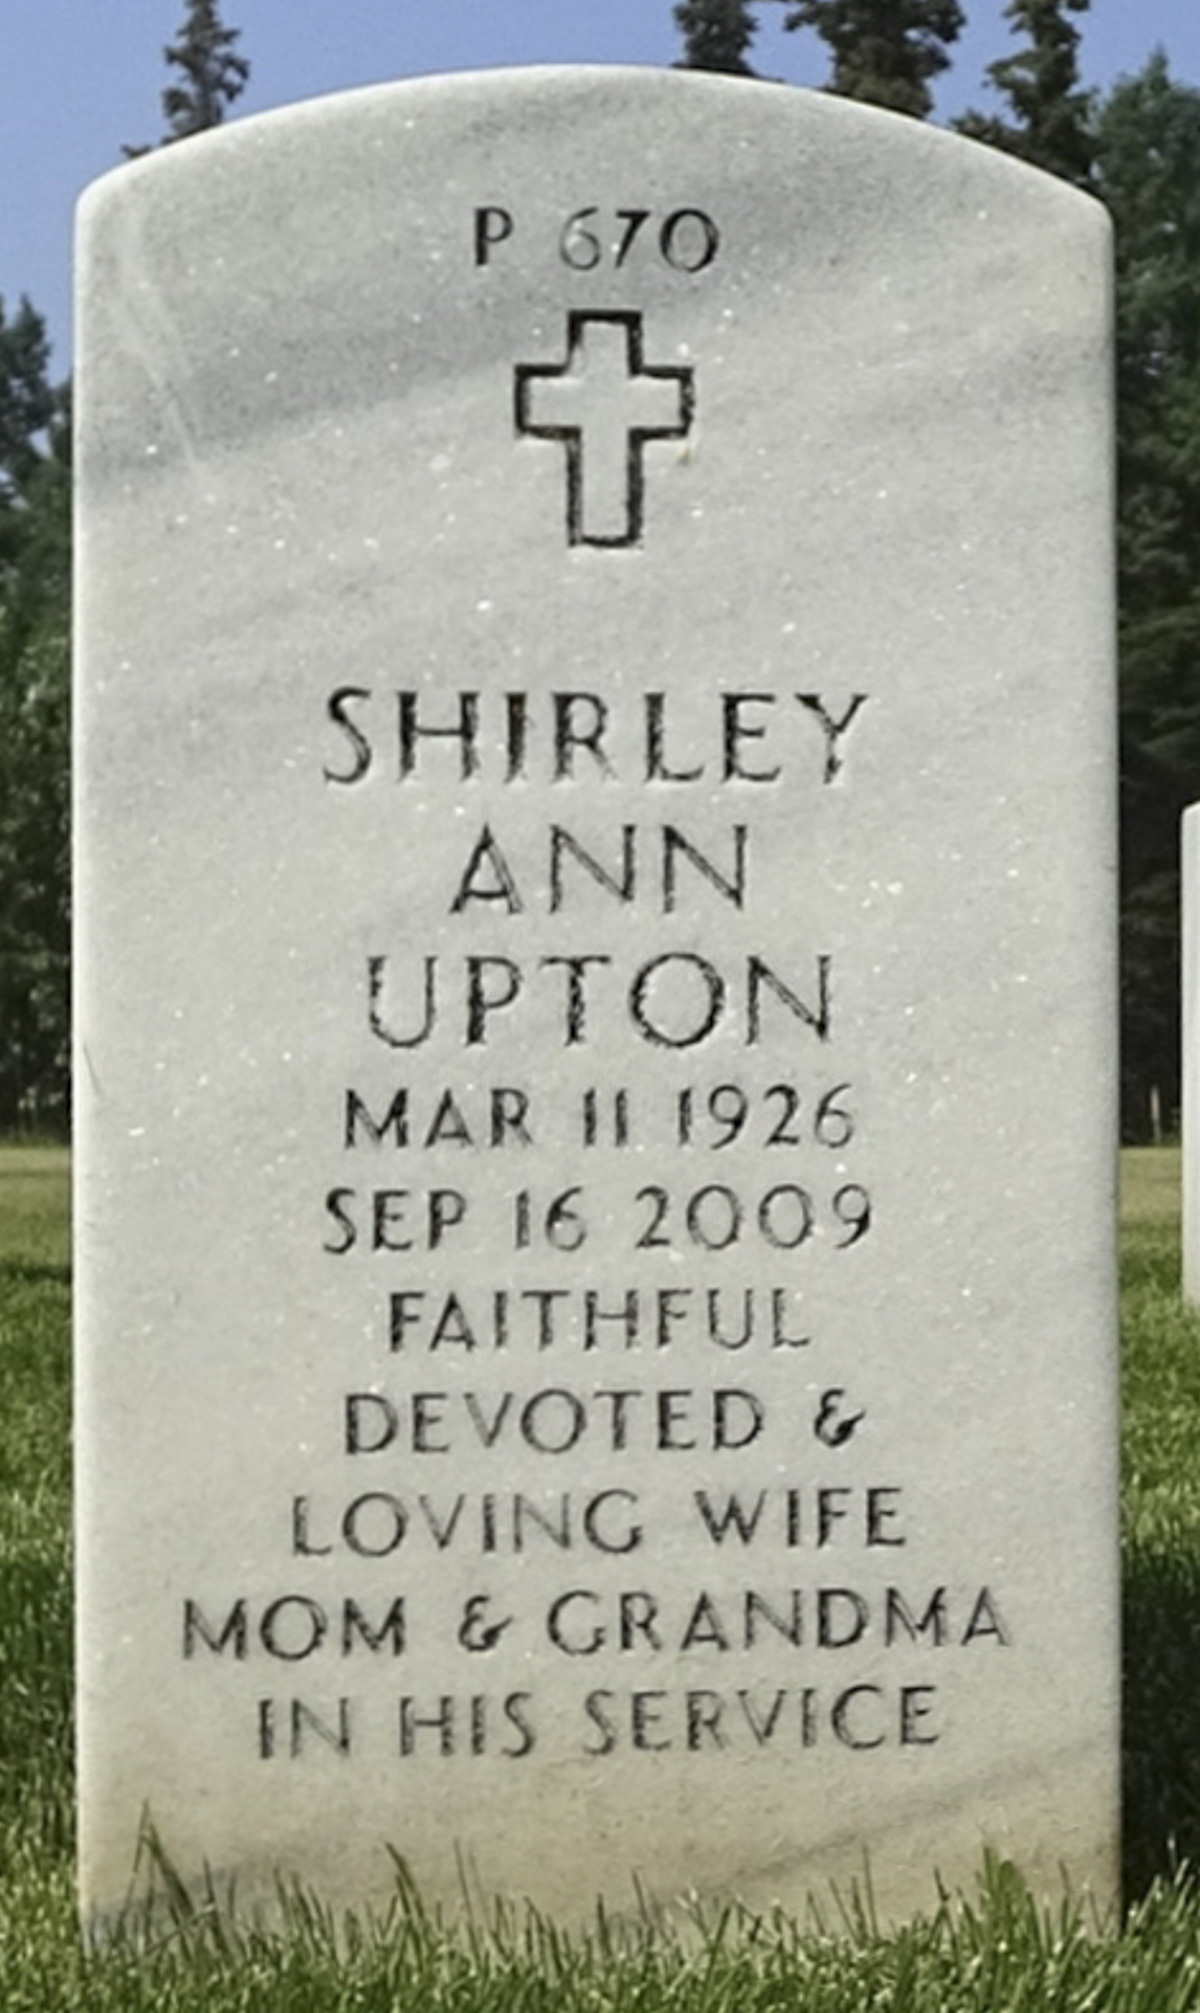 P 670
SHIRLEY
ANN
UPTON
MAR 11 1926
SEP 16 2009
FAITHFUL
DEVOTED &
LOVING WIFE
MOM & GRANDMA
IN HIS SERVICE